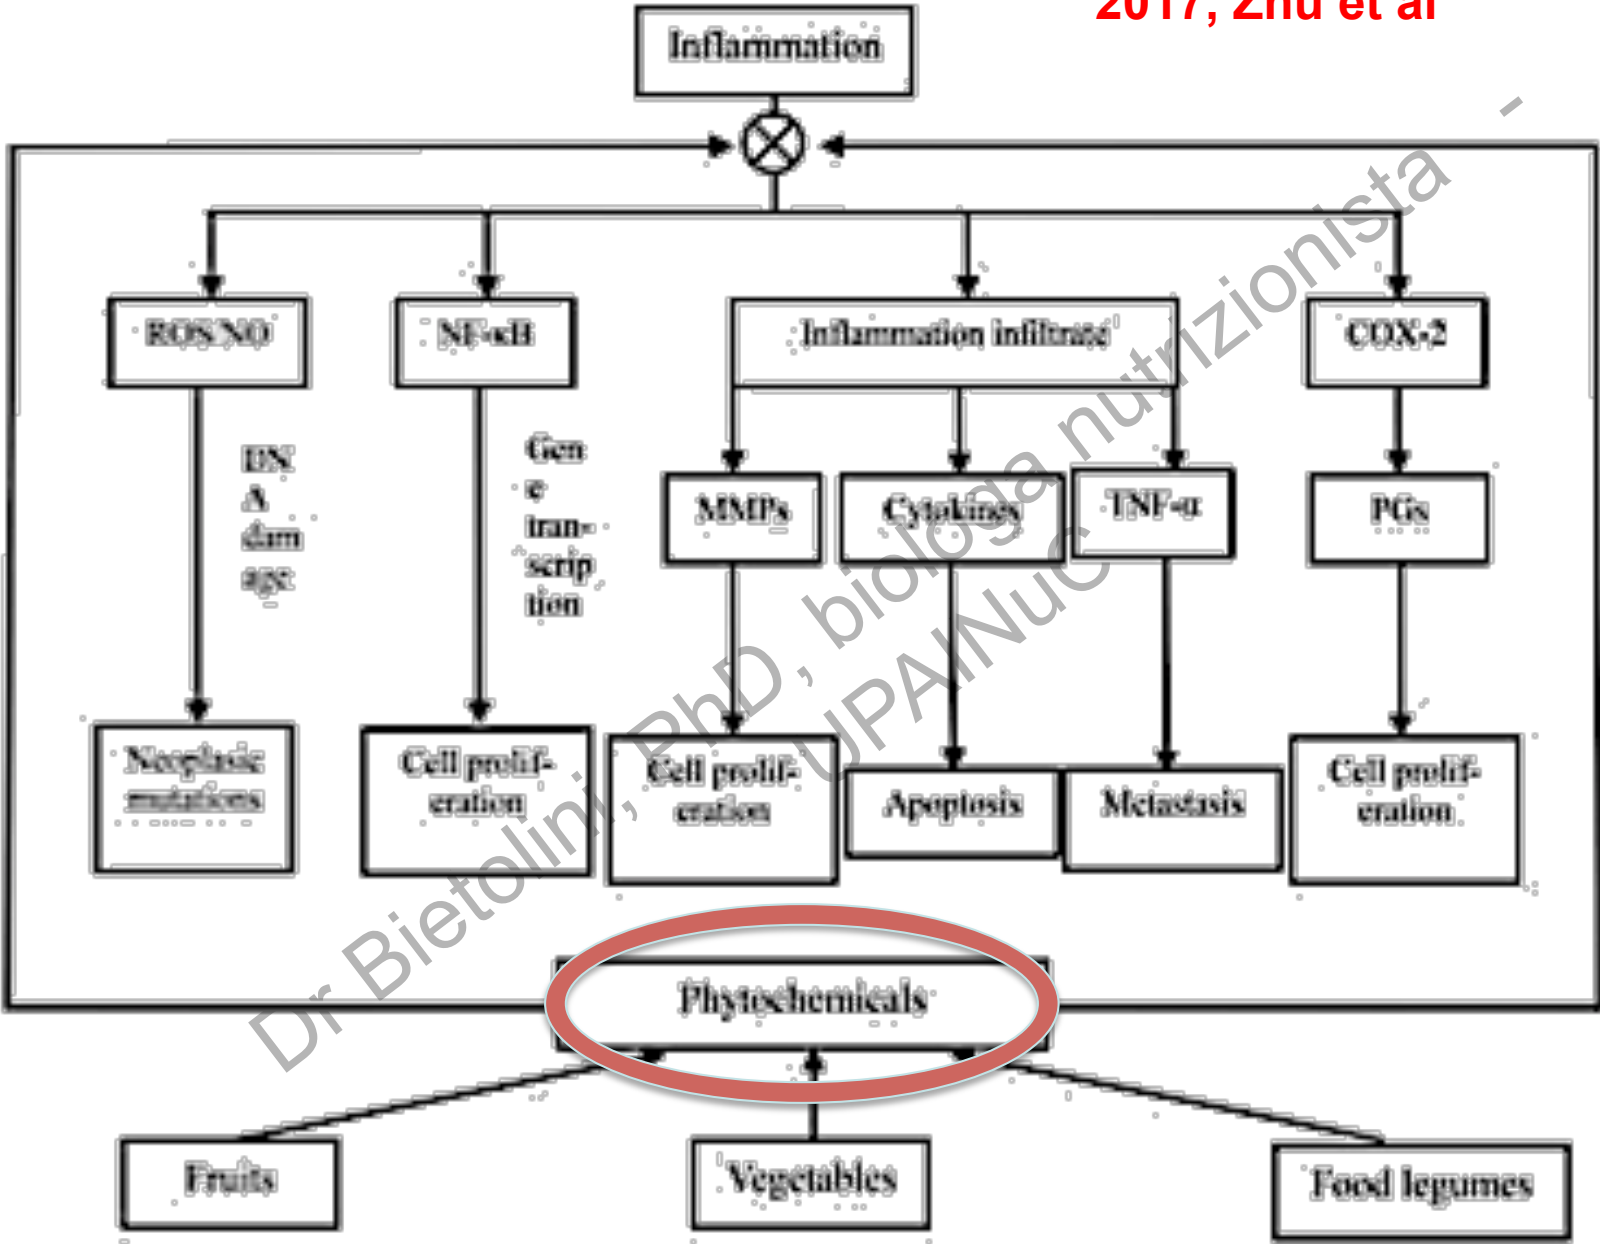 2017, Zhu et al
Inflammation
ROS/NO
NF-κB
Inflammation infiltrate
COX-2
DN
A
dam
age
Gen
e
tran-
scrip
tion
MMPs
Cytokines
TNF-α
PGs
Neoplasic
mutations
Cell prolif-
eration
Cell prolif-
eration
Apoptosis
Metastasis
Cell prolif-
eration
Phytochemicals
Fruits
Vegetables
Food legumes
Dr Bietolini, PhD, biologa nutrizionista -
UPAINuC